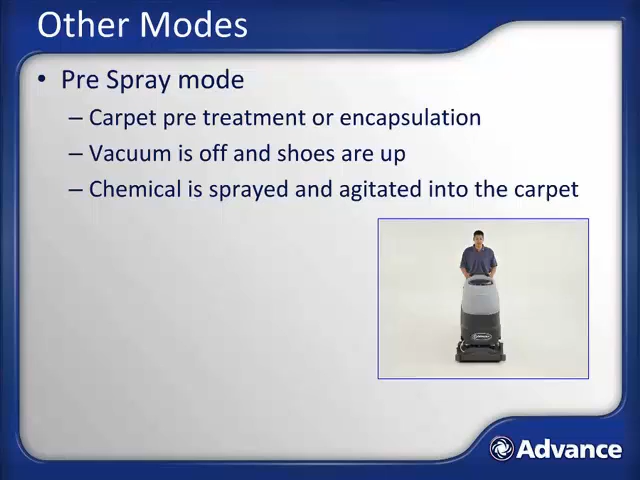 Other Modes
• Pre Spray mode
– Carpet pre treatment or encapsulation
– Vacuum is off and shoes are up
– Chemical is sprayed and agitated into the carpet
Advance